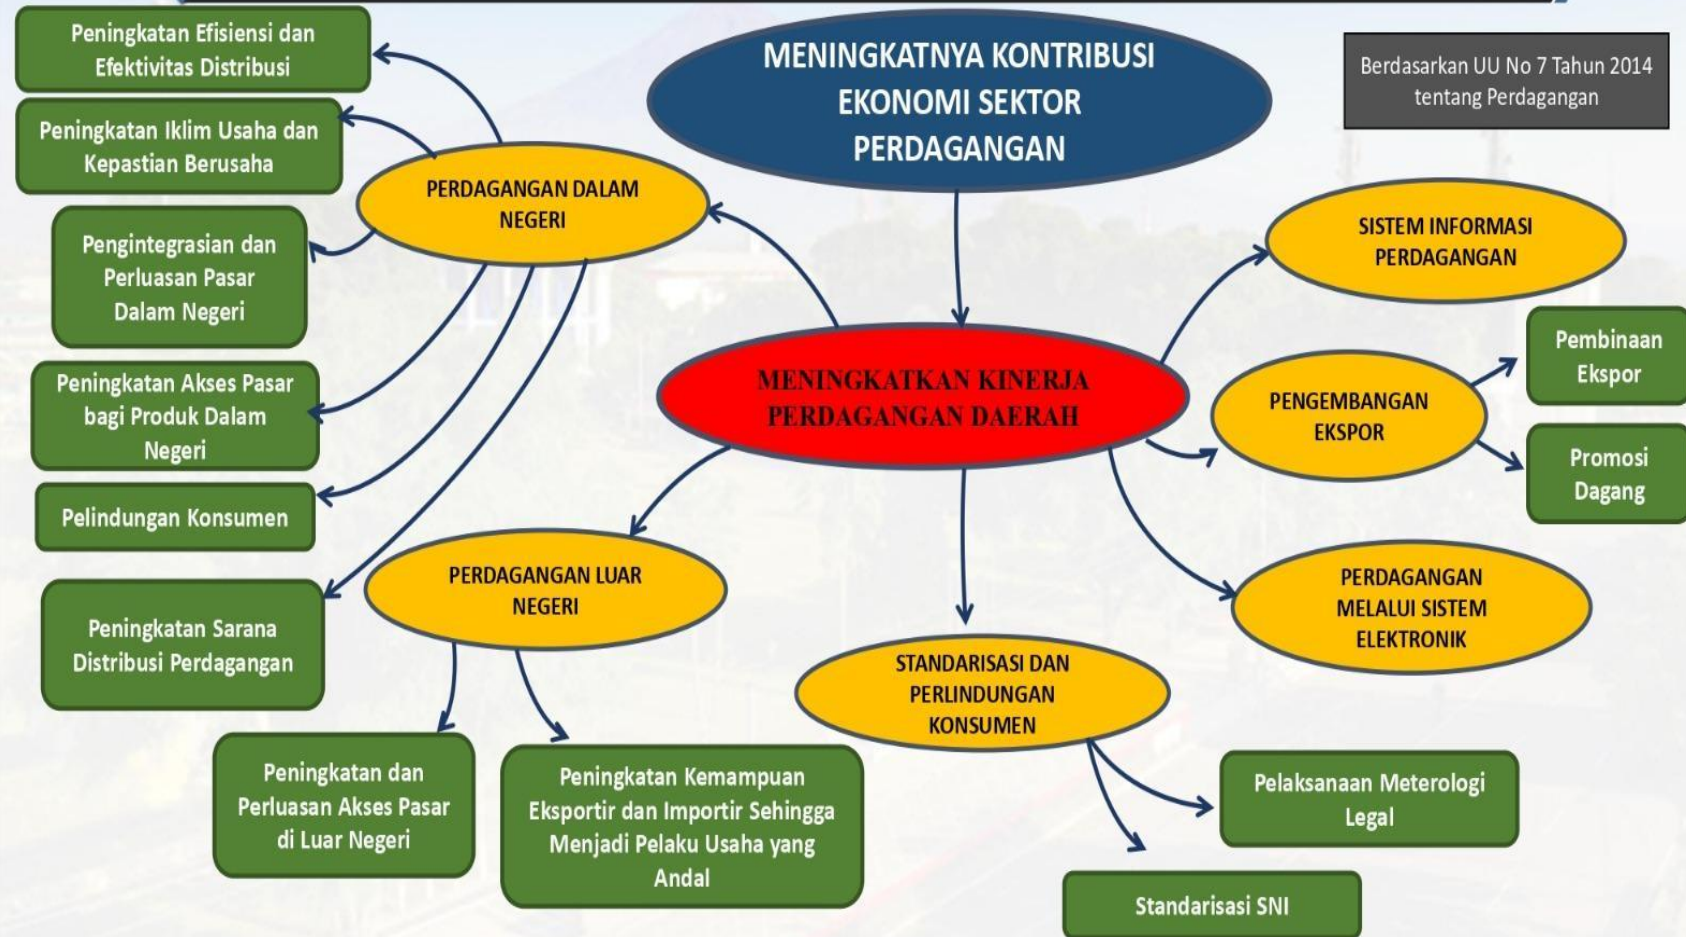 MENINGKATNYA KONTRIBUSI
EKONOMI SEKTOR
PERDAGANGAN
Berdasarkan UU No 7 Tahun 2014
tentang Perdagangan
MENINGKATKAN KINERJA
PERDAGANGAN DAERAH
PERDAGANGAN DALAM
NEGERI
Peningkatan Efisiensi dan
Efektivitas Distribusi
Peningkatan Iklim Usaha dan
Kepastian Berusaha
Pengintegrasian dan
Perluasan Pasar
Dalam Negeri
Peningkatan Akses Pasar
bagi Produk Dalam
Negeri
Pelindungan Konsumen
Peningkatan Sarana
Distribusi Perdagangan
PERDAGANGAN LUAR
NEGERI
Peningkatan dan
Perluasan Akses Pasar
di Luar Negeri
Peningkatan Kemampuan
Eksportir dan Importir Sehingga
Menjadi Pelaku Usaha yang
Andal
STANDARISASI DAN
PERLINDUNGAN
KONSUMEN
Pelaksanaan Meterologi
Legal
Standarisasi SNI
SISTEM INFORMASI
PERDAGANGAN
PENGEMBANGAN
EKSPOR
Pembinaan
Ekspor
Promosi
Dagang
PERDAGANGAN
MELALUI SISTEM
ELEKTRONIK